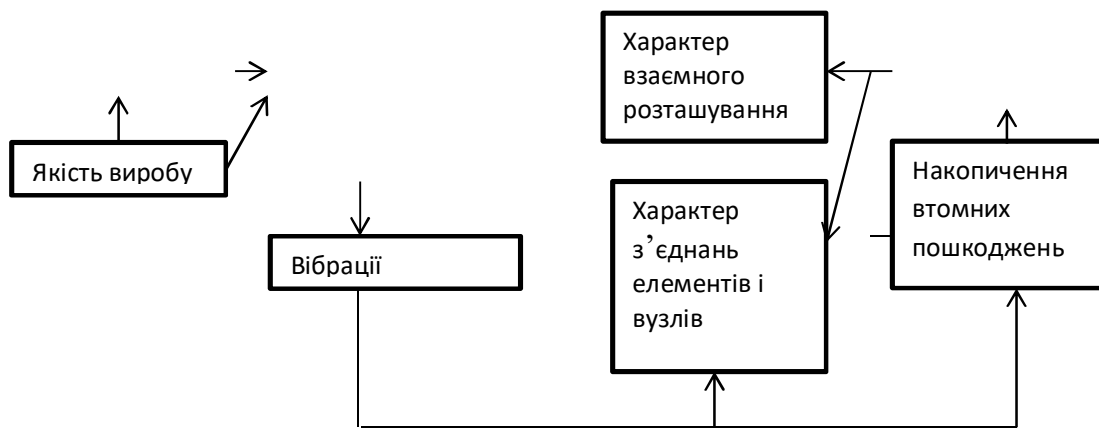 Характер
взаємного
розташування
Якість виробу
Накопичення
втомних
пошкоджень
Характер
з’єднань
елементів і
вузлів
Вібрації